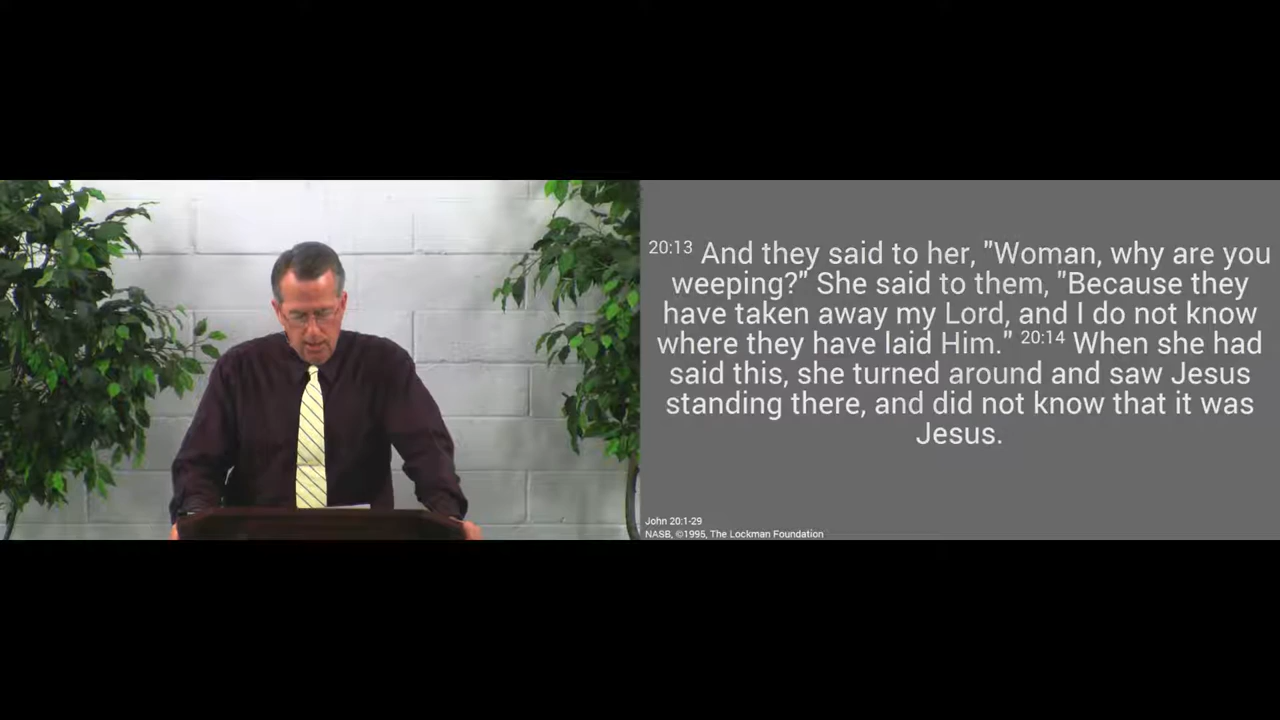 20:13 And they said to her, "Woman, why are you
weeping?" She said to them, "Because they
have taken away my Lord, and I do not know
where they have laid Him." 20:14 When she had
said this, she turned around and saw Jesus
standing there, and did not know that it was
Jesus.
John 20:1-29
NASB, ©1995, The Lockman Foundation